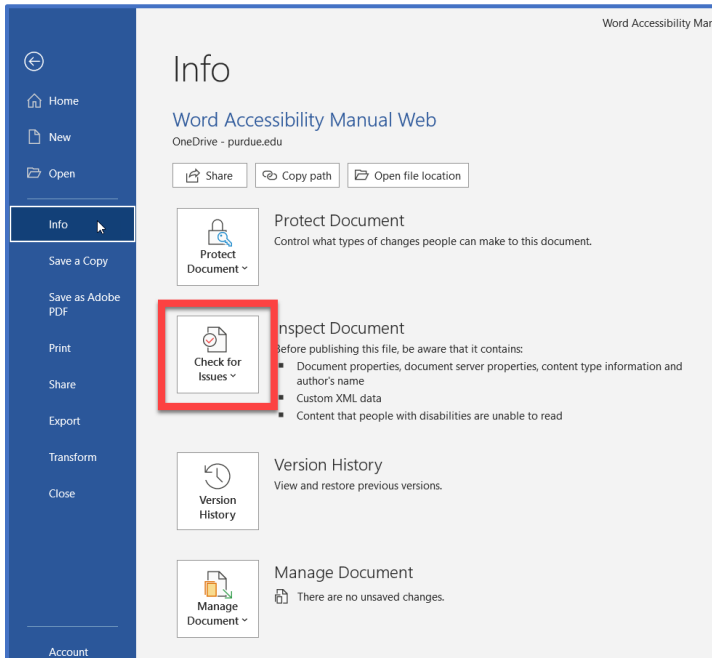 Word Accessibility Mar
Info
Home
New
Open
Info
Save a Copy
Save as Adobe
PDF
Print
Share
Export
Transform
Close
Account
Word Accessibility Manual Web
OneDrive - purdue.edu
Share
Copy path
Open file location
Protect
Document
Protect Document
Control what types of changes people can make to this document.
Check for
Issues
nspect Document
Before publishing this file, be aware that it contains:
Document properties, document server properties, content type information and
author's name
Custom XML data
Content that people with disabilities are unable to read
Version
History
Version History
View and restore previous versions.
Manage
Document
Manage Document
There are no unsaved changes.